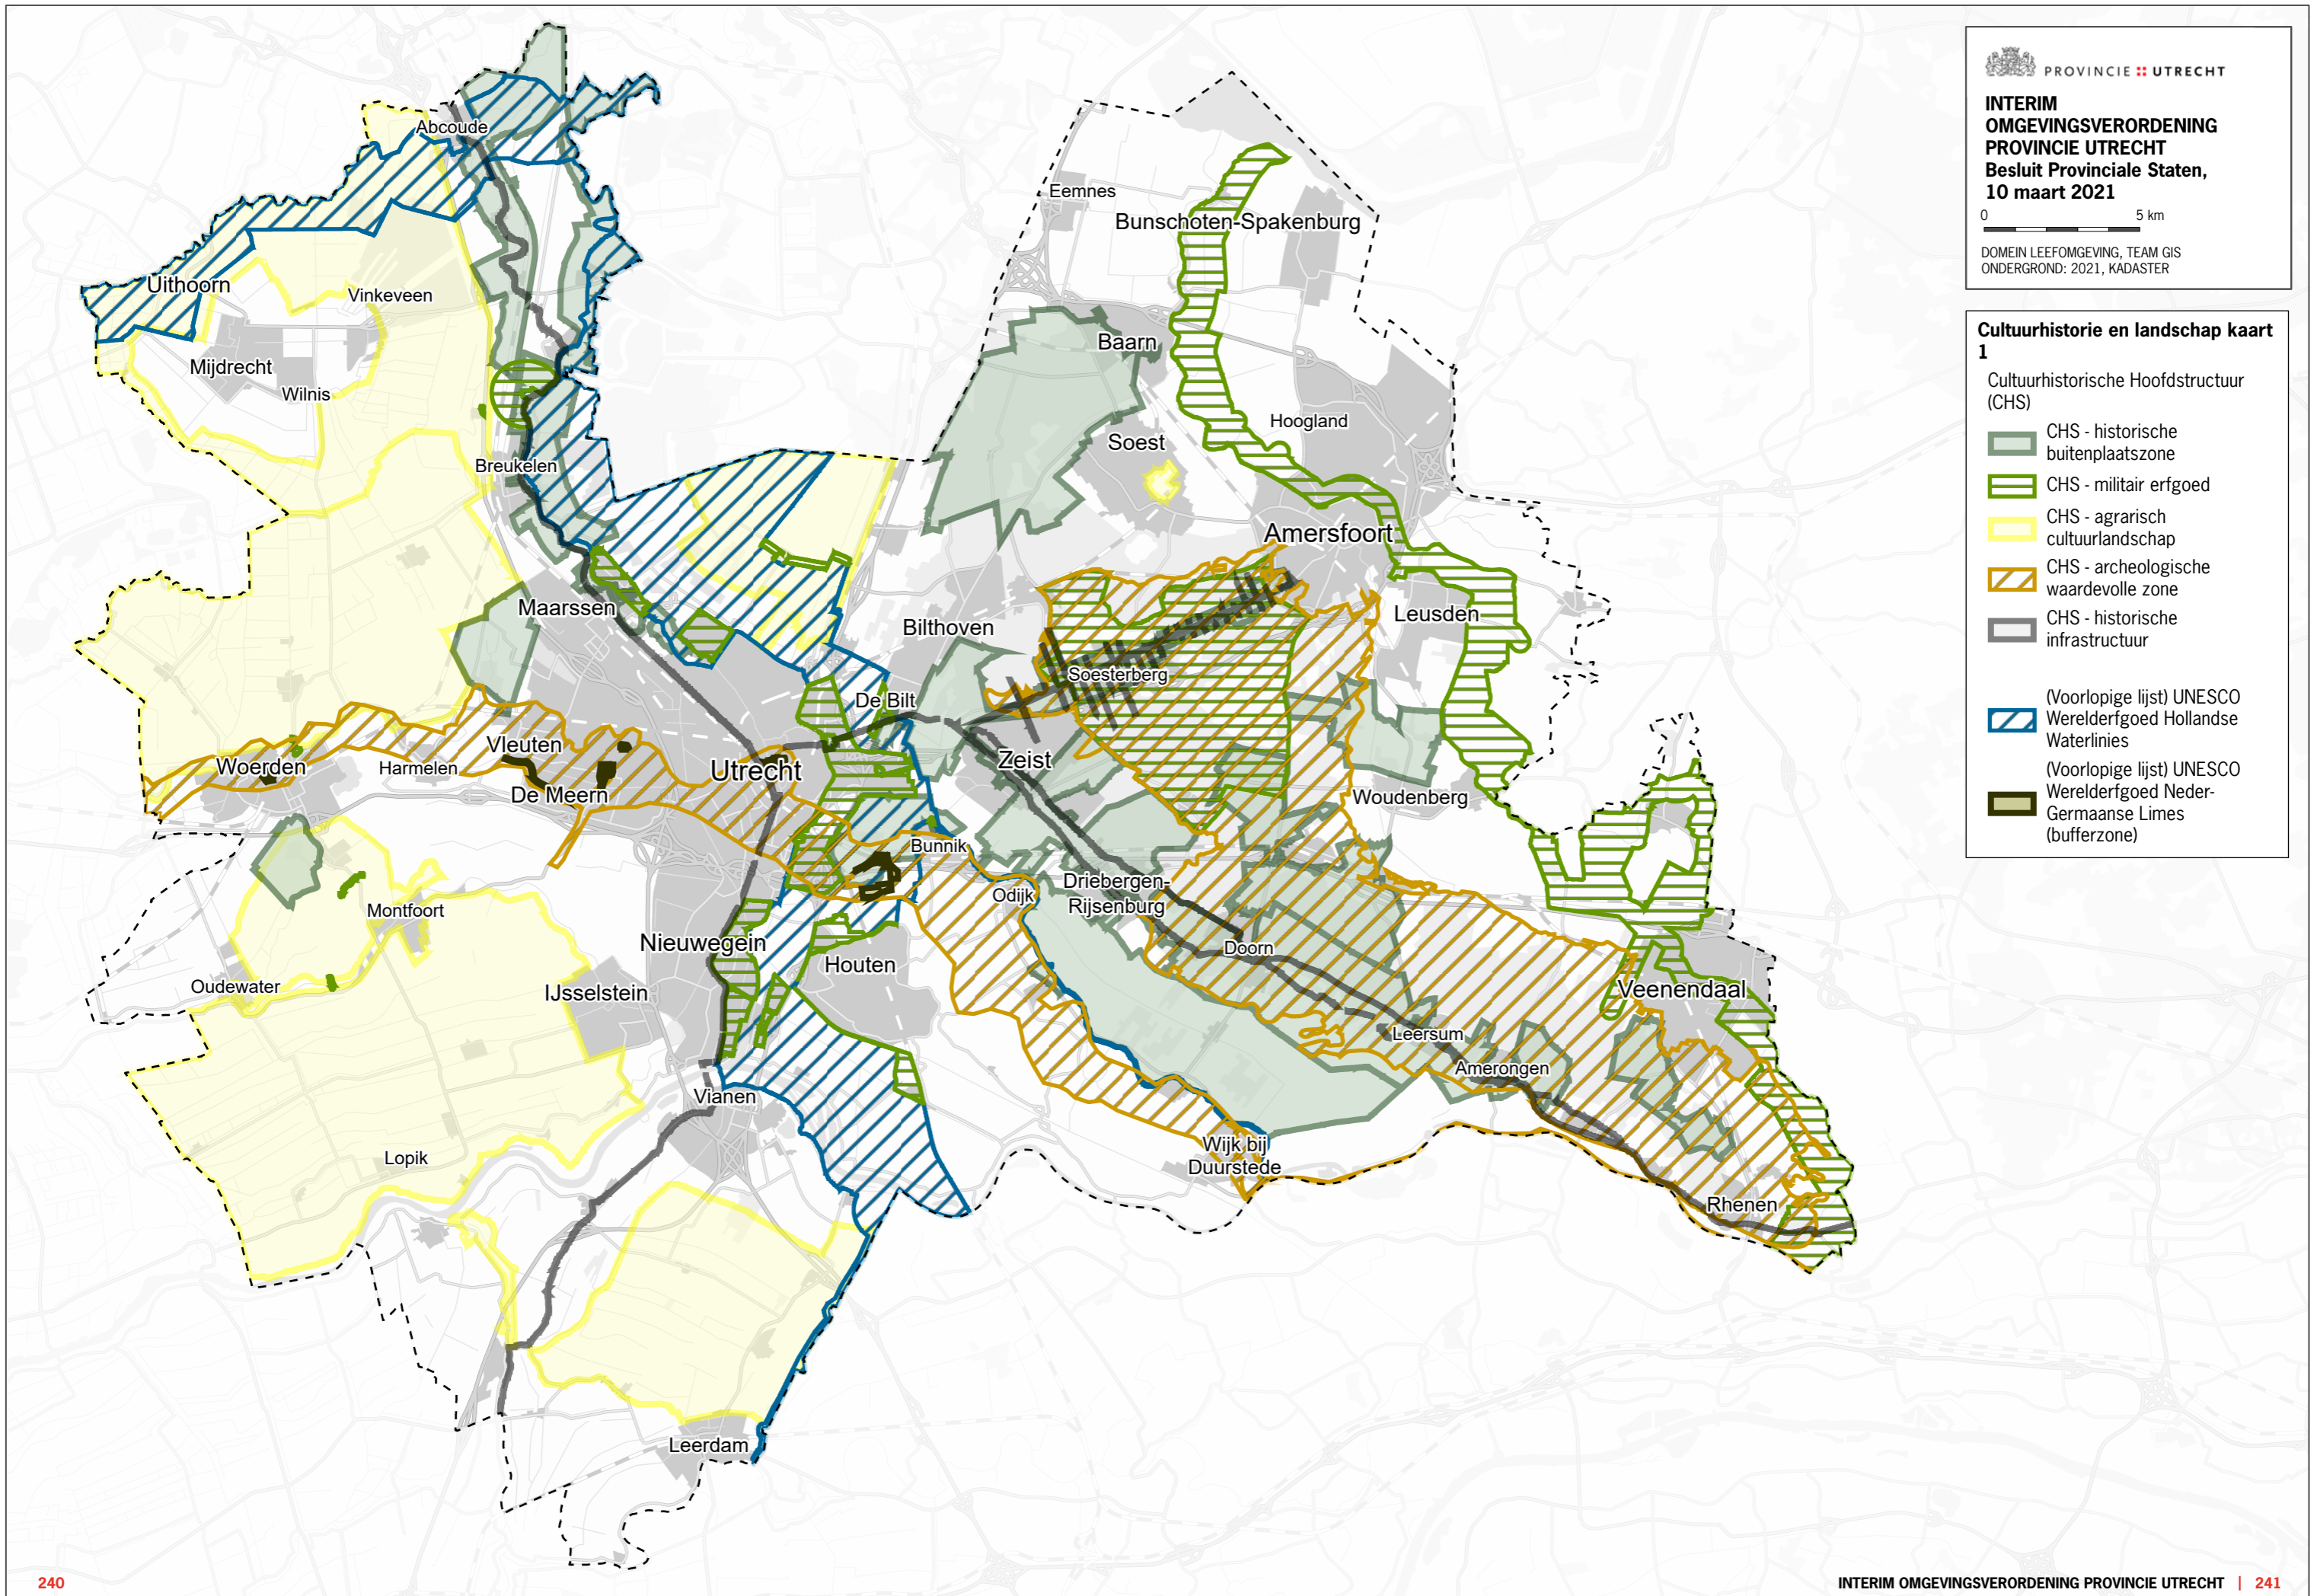 PROVINCIE UTRECHT
INTERIM
OMGEVINGSVERORDENING
PROVINCIE UTRECHT
Besluit Provinciale Staten,
10 maart 2021
0 5 km
DOMEIN LEEFOMGEVING, TEAM GIS
ONDERGROND: 2021, KADASTER
Cultuurhistorie en landschap kaart
1
Cultuurhistorische Hoofdstructuur
(CHS)
CHS - historische
buitenplaatszone
CHS - militair erfgoed
CHS - agrarisch
cultuurlandschap
CHS - archeologische
waardevolle zone
CHS - historische
infrastructuur
(Voorlopige lijst) UNESCO
Werelderfgoed Hollandse
Waterlinies
(Voorlopige lijst) UNESCO
Werelderfgoed Neder-
Germaanse Limes
(bufferzone)
Abcoude
Eemnes
Bunschoten-Spakenburg
Uithoorn
Vinkeveen
Baarn
Mijdrecht
Wilnis
Hoogland
Soest
Breukelen
Amersfoort
Maarssen
Leusden
Bilthoven
Soesterberg
De Bilt
Vleuten
Zeist
Woerden
Harmelen
Utrecht
De Meern
Woudenberg
Bunnik
Driebergen-
Rijsenburg
Odijk
Montfoort
Nieuwegein
Doorn
Houten
Oudewater
IJsselstein
Veenendaal
Leersum
Amerongen
Vianen
Wijk bij
Duurstede
Lopik
Rhenen
Leerdam
240
INTERIM OMGEVINGSVERORDENING PROVINCIE UTRECHT | 241